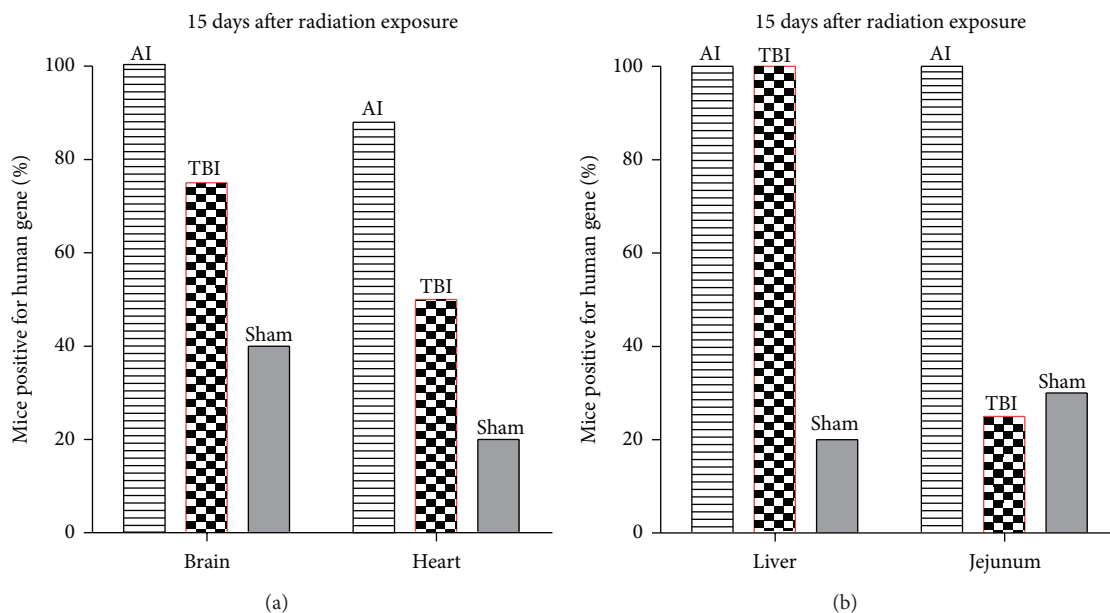 15 days after radiation exposure
Mice positive for human gene (%)
100
80
60
40
20
0
AI
TBI
Sham
AI
TBI
Sham
Brain
Heart
(a)
15 days after radiation exposure
Mice positive for human gene (%)
100
80
60
40
20
0
AI
TBI
Sham
AI
TBI
Sham
Liver
Jejunum
(b)